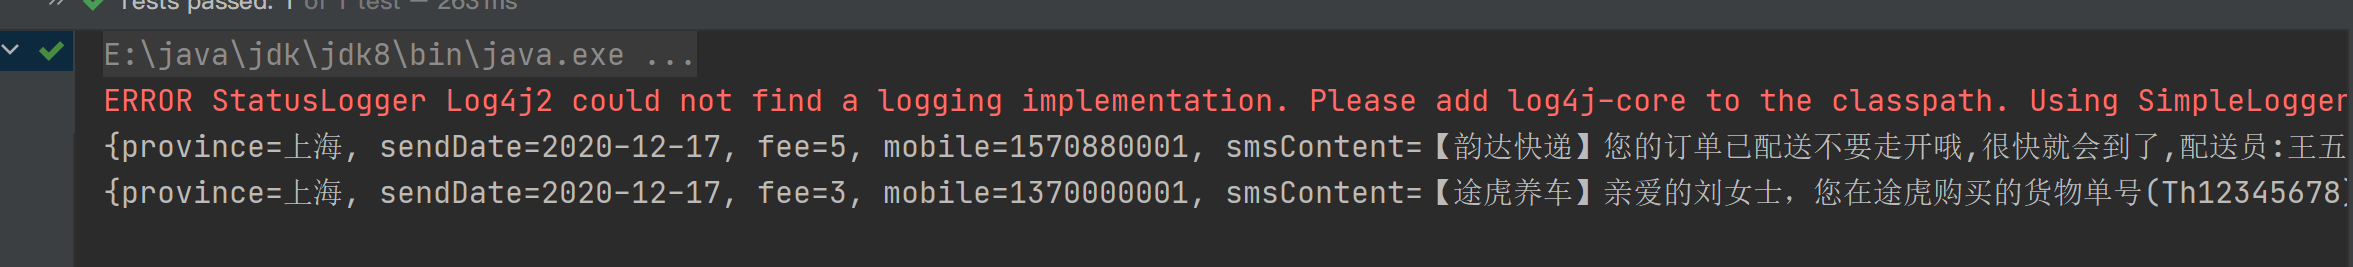 Tests passed: 1 of 1 test – 263 ms
E:\java\jdk\jdk8\bin\java.exe ...
ERROR StatusLogger Log4j2 could not find a logging implementation. Please add log4j-core to the classpath. Using SimpleLogger
{province=上海, sendDate=2020-12-17, fee=5, mobile=1570880001, smsContent=【韵达快递】您的订单已配送不要走开哦,很快就会到了,配送员:王五
{province=上海, sendDate=2020-12-17, fee=3, mobile=1370000001, smsContent=【途虎养车】亲爱的刘女士，您在途虎购买的货物单号(Th12345678)